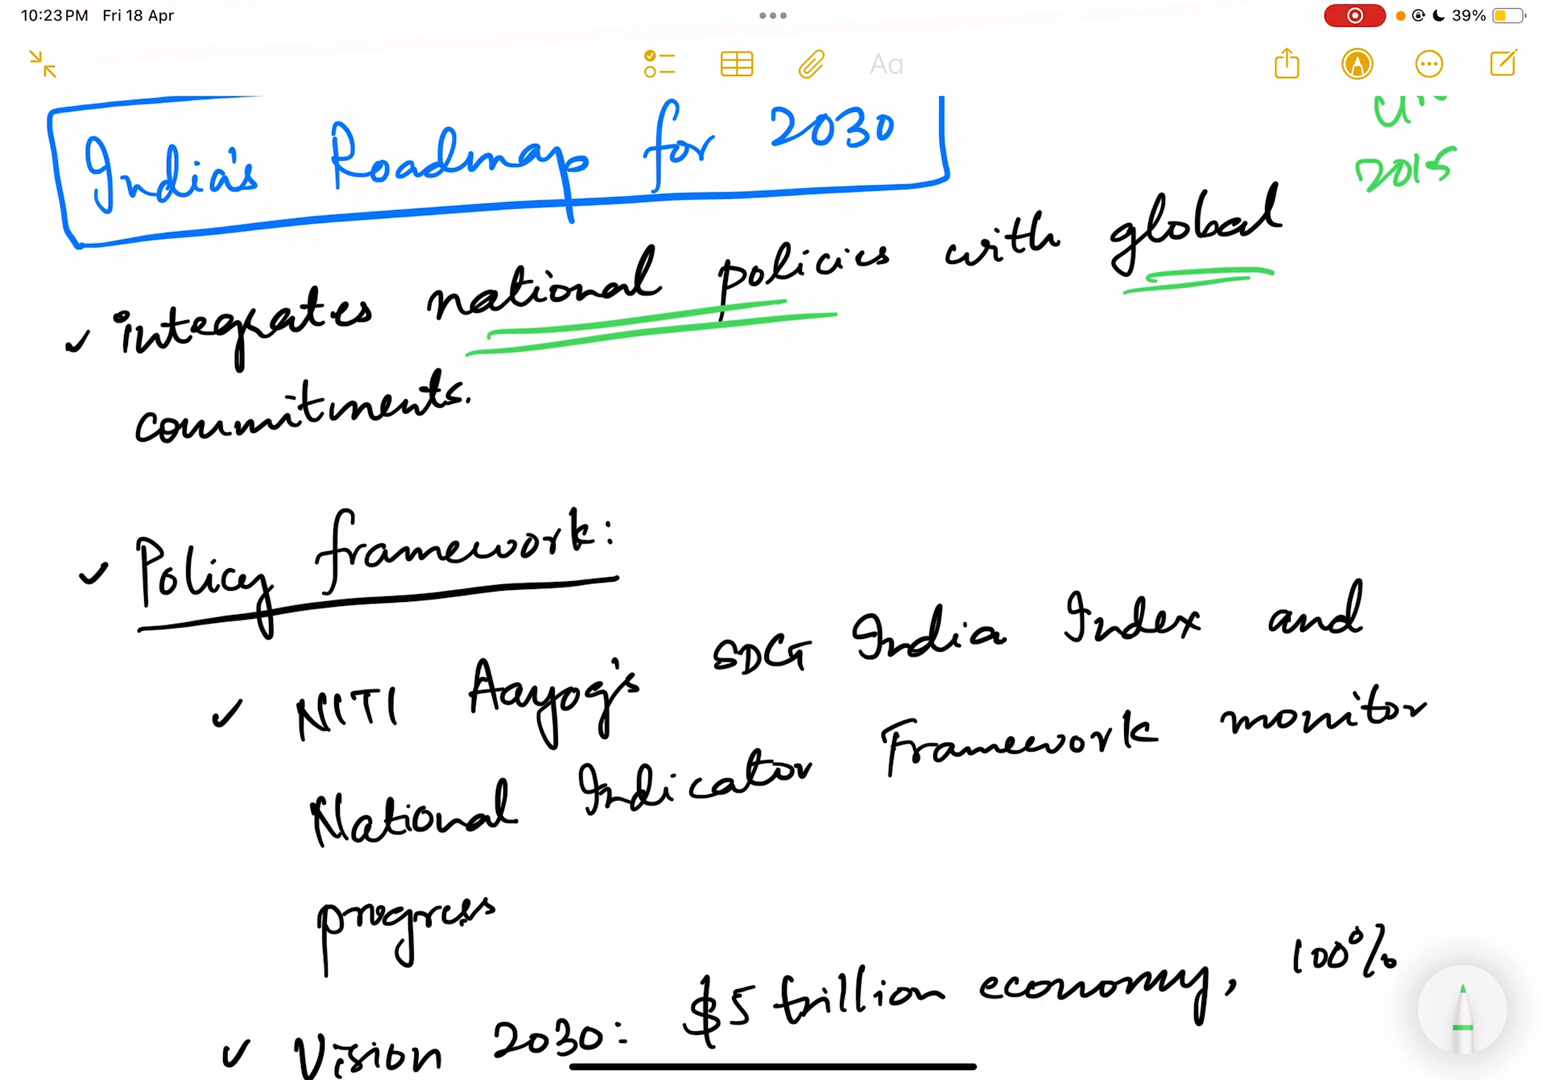 10:23 PM Fri 18 Apr
39%
Aa
India's Roadmap for 2030
2015
integrates national policies with global
commitments.
Policy framework:
NITI Aayog's SDG India Index and
National Indicator Framework monitor
progress
Vision 2030: $5 trillion economy, 100%